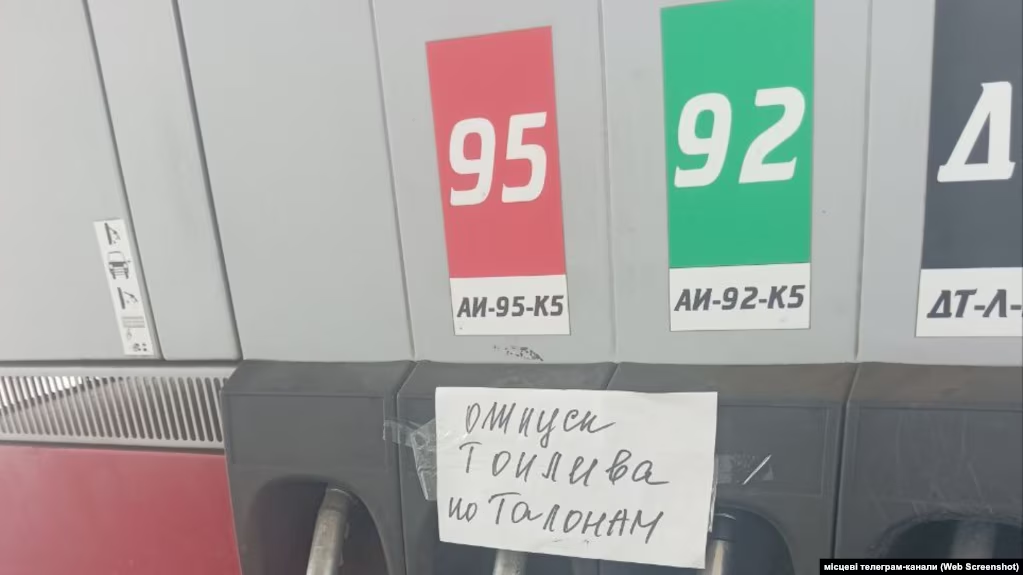 95
92
Д
АИ-95-К5
АИ-92-К5
ДТ-Л-
отпуск
топлива
по талонам
місцеві телеграм-канали (Web Screenshot)